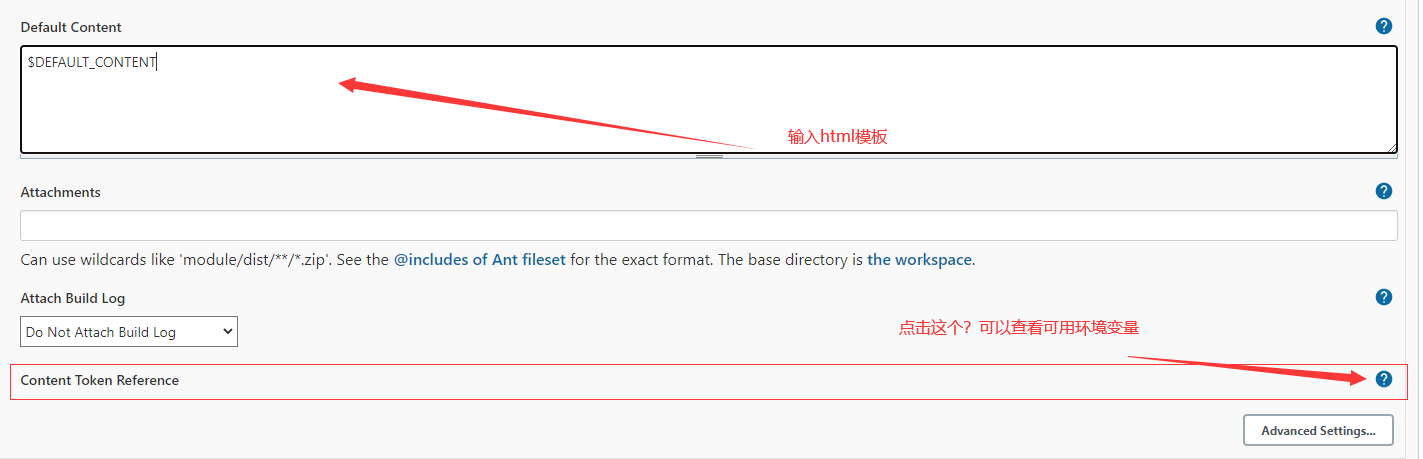 Default Content
?
$DEFAULT_CONTENT
输入html模板
Attachments
?
Can use wildcards like 'module/dist/**/*.zip'. See the @includes of Ant fileset for the exact format. The base directory is the workspace.
Attach Build Log
?
Do Not Attach Build Log
点击这个?可以查看可用环境变量
Content Token Reference
?
Advanced Settings...